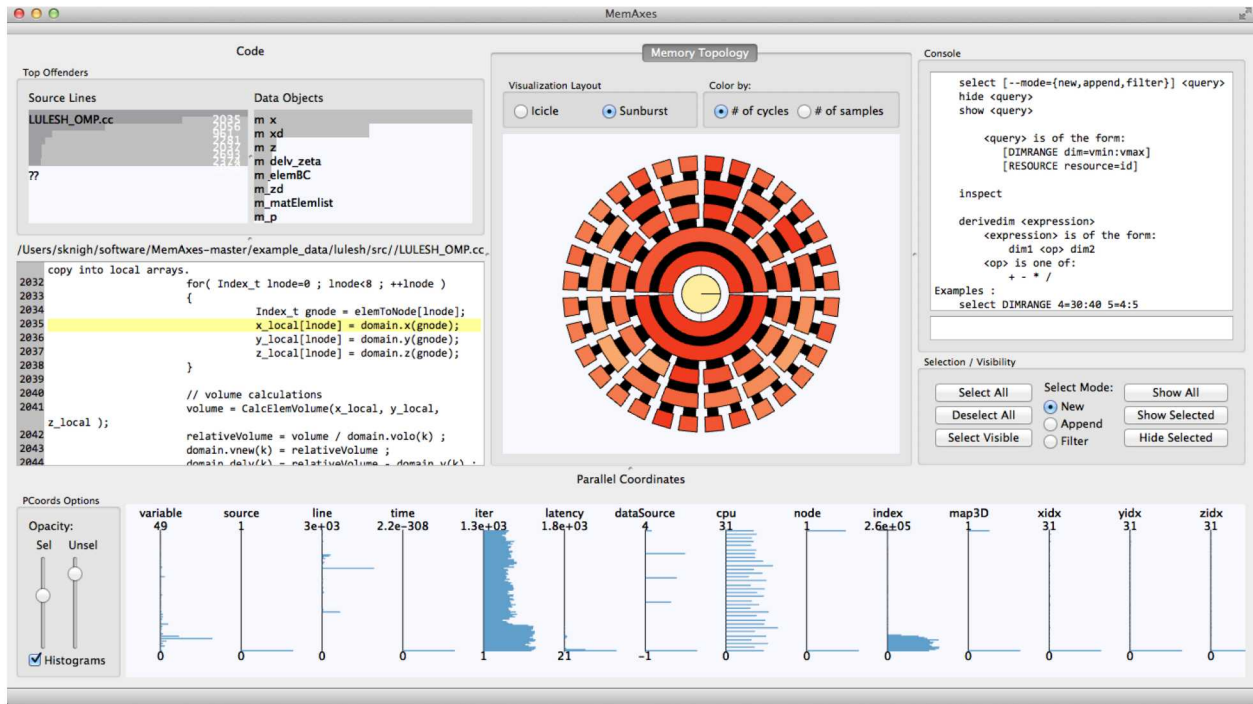 MemAxes
Code
Top Offenders
Source Lines
LULESH_OMP.cc
2035
??
Data Objects
m_x
m_xd
m_z
m_delv_zeta
m_elemBC
m_zd
m_matElemlist
m_p
/Users/sknigh/software/MemAxes-master/example_data/lulesh/src//LULESH_OMP.cc
copy into local arrays.
2032 for( Index_t lnode=0 ; lnode<8 ; ++lnode )
2033 {
2034 Index_t gnode = elemToNode[lnode];
2035 x_local[lnode] = domain.x(gnode);
2036 y_local[lnode] = domain.y(gnode);
2037 z_local[lnode] = domain.z(gnode);
2038 }
2039
2040 // volume calculations
2041 volume = CalcElemVolume(x_local, y_local,
z_local );
2042 relativeVolume = volume / domain.volo(k) ;
2043 domain.vnew(k) = relativeVolume ;
2044 domain.delv(k) = relativeVolume - domain.v(k) ;
Memory Topology
Visualization Layout
Icicle
Sunburst
Color by:
# of cycles
# of samples
Console
select [--mode={new,append,filter}] <query>
hide <query>
show <query>
<query> is of the form:
[DIMRANGE dim=vmin:vmax]
[RESOURCE resource=id]
inspect
derivedim <expression>
<expression> is of the form:
dim1 <op> dim2
<op> is one of:
+ - * /
Examples :
select DIMRANGE 4=30:40 5=4:5
Selection / Visibility
Select All
Deselect All
Select Visible
Select Mode:
New
Append
Filter
Show All
Show Selected
Hide Selected
Parallel Coordinates
PCoords Options
Opacity:
Sel Unsel
Histograms
variable source line time iter latency dataSource cpu node index map3D xidx yidx zidx
49 1 3e+03 2.2e-308 1.3e+03 1.8e+03 4 31 1 2.6e+05 1 31 31 31
0 0 0 0 1 21 -1 0 0 0 0 0 0 0